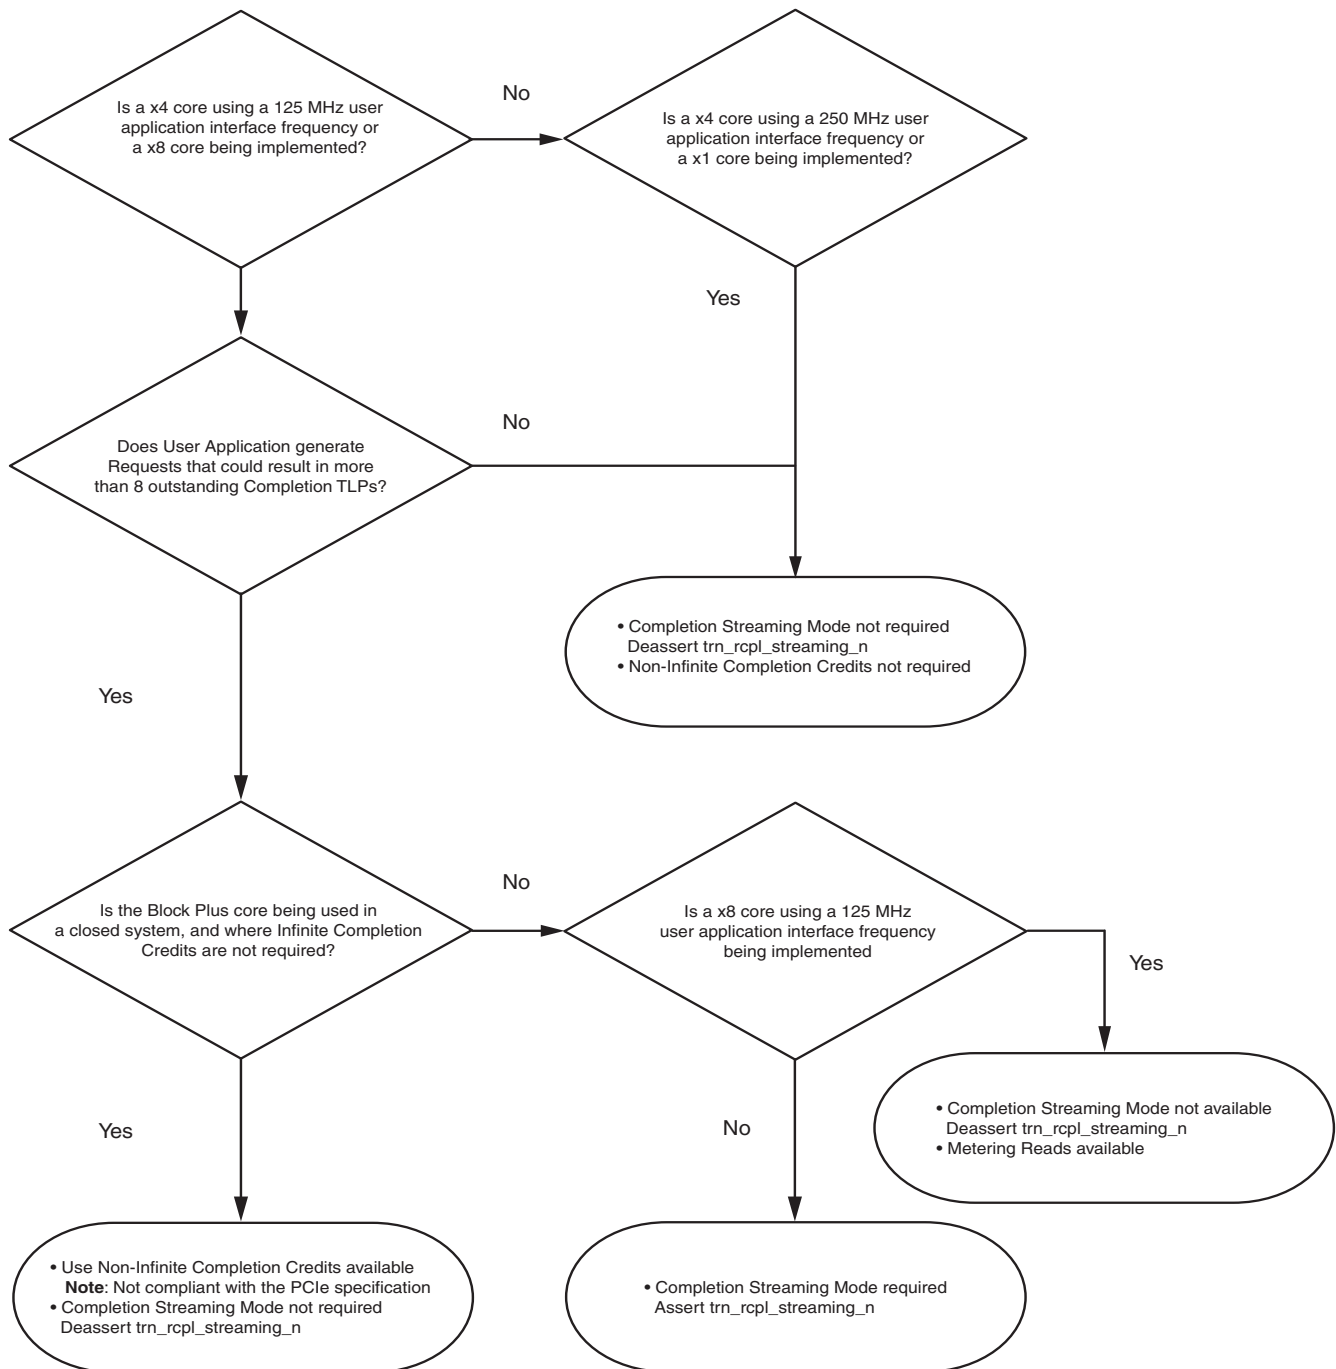 Is a x4 core using a 125 MHz user
application interface frequency or
a x8 core being implemented?
No
Is a x4 core using a 250 MHz user
application interface frequency or
a x1 core being implemented?
Yes
Does User Application generate
Requests that could result in more
than 8 outstanding Completion TLPs?
No
• Completion Streaming Mode not required
Deassert trn_rcpl_streaming_n
• Non-Infinite Completion Credits not required
Yes
Is the Block Plus core being used in
a closed system, and where Infinite Completion
Credits are not required?
No
Is a x8 core using a 125 MHz
user application interface frequency
being implemented
Yes
• Completion Streaming Mode not available
Deassert trn_rcpl_streaming_n
• Metering Reads available
Yes
No
• Use Non-Infinite Completion Credits available
Note: Not compliant with the PCIe specification
• Completion Streaming Mode not required
Deassert trn_rcpl_streaming_n
• Completion Streaming Mode required
Assert trn_rcpl_streaming_n